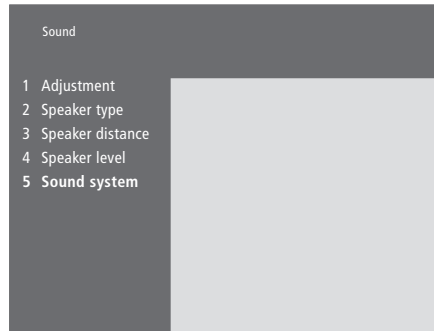 Sound
1 Adjustment
2 Speaker type
3 Speaker distance
4 Speaker level
5 Sound system